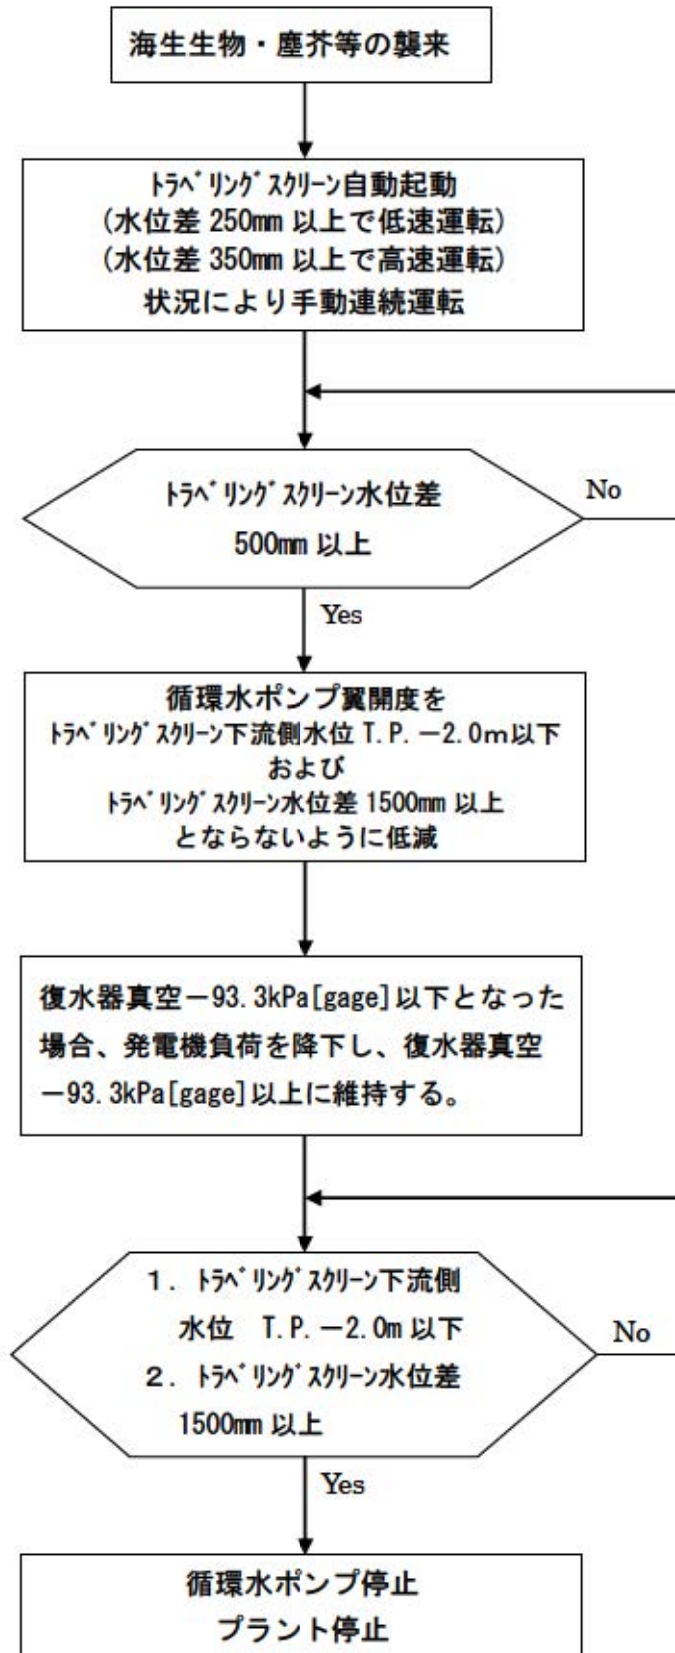 海生生物・塵芥等の襲来
ﾄﾗﾍﾞﾘﾝｸﾞｽｸﾘｰﾝ自動起動
(水位差 250mm 以上で低速運転)
(水位差 350mm 以上で高速運転)
状況により手動連続運転
ﾄﾗﾍﾞﾘﾝｸﾞｽｸﾘｰﾝ水位差
500mm 以上
No
Yes
循環水ポンプ翼開度を
ﾄﾗﾍﾞﾘﾝｸﾞｽｸﾘｰﾝ下流側水位 T.P.－2.0ｍ以下
および
ﾄﾗﾍﾞﾘﾝｸﾞｽｸﾘｰﾝ水位差 1500mm 以上
とならないように低減
復水器真空－93.3kPa[gage]以下となった
場合、発電機負荷を降下し、復水器真空
－93.3kPa[gage]以上に維持する。
１．ﾄﾗﾍﾞﾘﾝｸﾞｽｸﾘｰﾝ下流側
水位　T.P.－2.0m 以下
２．ﾄﾗﾍﾞﾘﾝｸﾞｽｸﾘｰﾝ水位差
1500mm 以上
No
Yes
循環水ポンプ停止
プラント停止